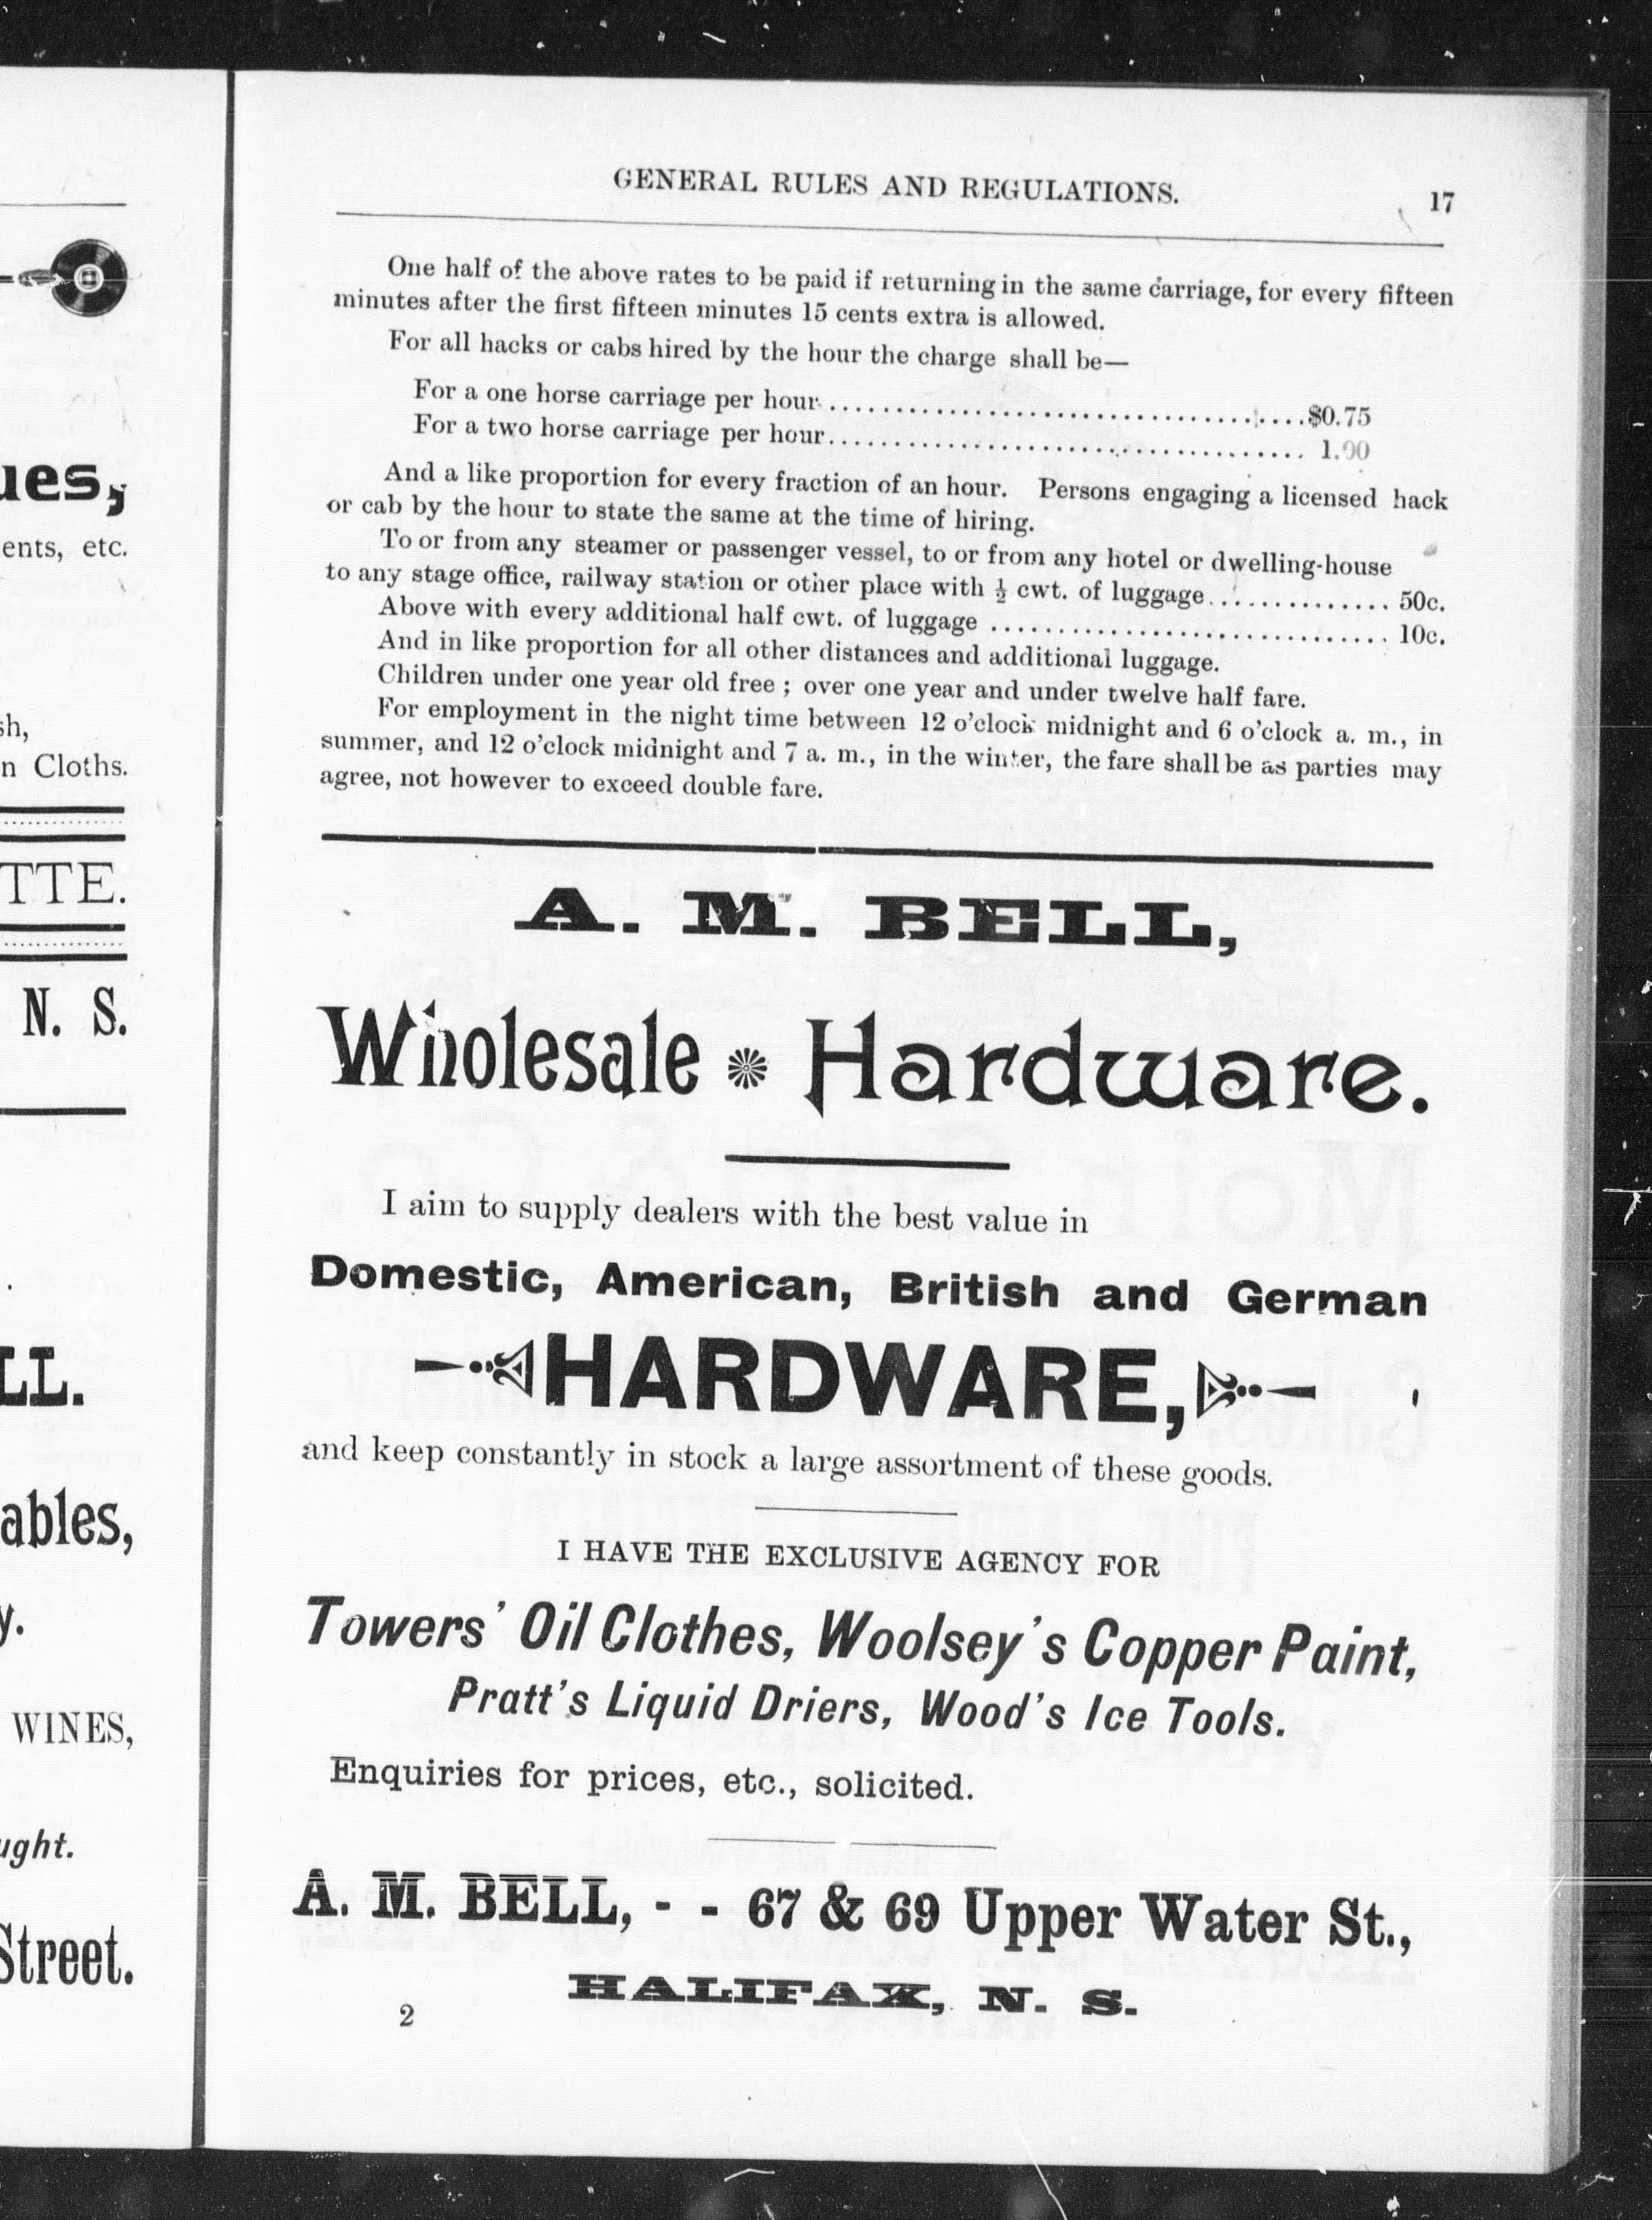 ues,
ents, etc.
sh,
n Cloths.
TTE.
N. S.
LL.
ables,
y.
WINES,
ught.
Street.
GENERAL RULES AND REGULATIONS. 17
One half of the above rates to be paid if returning in the same carriage, for every fifteen
minutes after the first fifteen minutes 15 cents extra is allowed.
For all hacks or cabs hired by the hour the charge shall be—
For a one horse carriage per hour....................................$0.75
For a two horse carriage per hour.................................... 1.00
And a like proportion for every fraction of an hour. Persons engaging a licensed hack
or cab by the hour to state the same at the time of hiring.
To or from any steamer or passenger vessel, to or from any hotel or dwelling-house
to any stage office, railway station or other place with ½ cwt. of luggage.............. 50c.
Above with every additional half cwt. of luggage .............................. 10c.
And in like proportion for all other distances and additional luggage.
Children under one year old free ; over one year and under twelve half fare.
For employment in the night time between 12 o'clock midnight and 6 o'clock a. m., in
summer, and 12 o'clock midnight and 7 a. m., in the winter, the fare shall be as parties may
agree, not however to exceed double fare.
A. M. BELL,
Wholesale Hardware.
I aim to supply dealers with the best value in
Domestic, American, British and German
HARDWARE,
and keep constantly in stock a large assortment of these goods.
I HAVE THE EXCLUSIVE AGENCY FOR
Towers' Oil Clothes, Woolsey's Copper Paint,
Pratt's Liquid Driers, Wood's Ice Tools.
Enquiries for prices, etc., solicited.
A. M. BELL, - - 67 & 69 Upper Water St.,
HALIFAX, N. S.
2